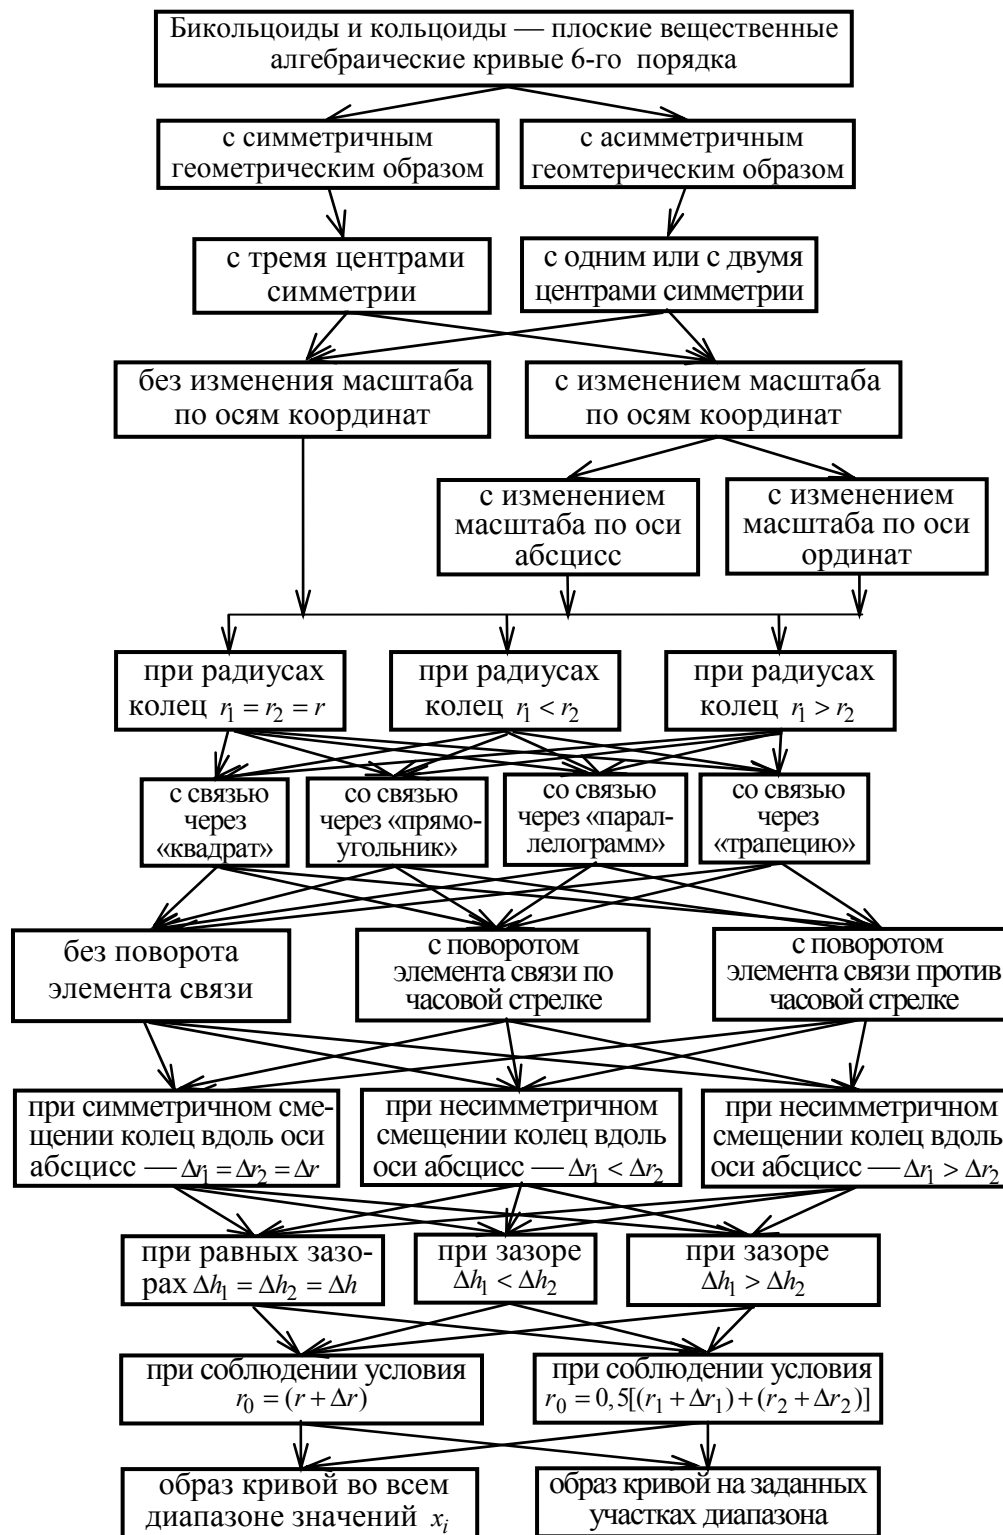 Бикольцоиды и кольцоиды — плоские вещественные
алгебраические кривые 6-го порядка
с симметричным
геометрическим образом
с асимметричным
геомтерическим образом
с тремя центрами
симметрии
с одним или с двумя
центрами симметрии
без изменения масштаба
по осям координат
с изменением масштаба
по осям координат
с изменением
масштаба по оси
абсцисс
с изменением
масштаба по оси
ординат
при радиусах
колец r₁ = r₂ = r
при радиусах
колец r₁ < r₂
при радиусах
колец r₁ > r₂
с связью
через
«квадрат»
со связью
через «прямо-
угольник»
со связью
через «парал-
лелограмм»
со связью
через
«трапецию»
без поворота
элемента связи
с поворотом
элемента связи по
часовой стрелке
с поворотом
элемента связи против
часовой стрелке
при симметричном сме-
щении колец вдоль оси
абсцисс — Δr₁ = Δr₂ = Δr
при несимметричном
смещении колец вдоль
оси абсцисс — Δr₁ < Δr₂
при несимметричном
смещении колец вдоль
оси абсцисс — Δr₁ > Δr₂
при равных зазо-
рах Δh₁ = Δh₂ = Δh
при зазоре
Δh₁ < Δh₂
при зазоре
Δh₁ > Δh₂
при соблюдении условия
r₀ = (r + Δr)
при соблюдении условия
r₀ = 0,5[(r₁ + Δr₁) + (r₂ + Δr₂)]
образ кривой во всем
диапазоне значений xᵢ
образ кривой на заданных
участках диапазона